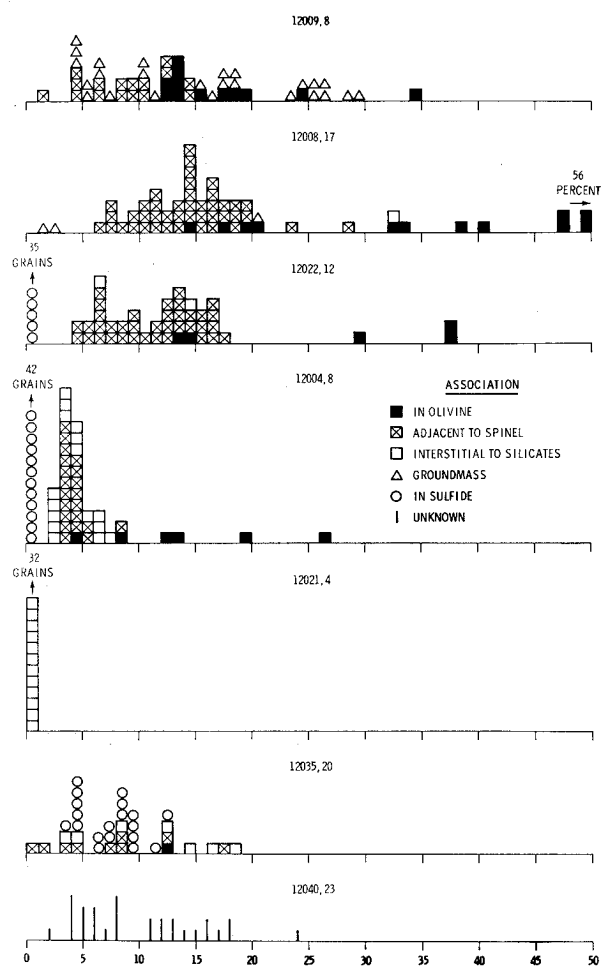 12009, 8
12008, 17
56
PERCENT
35
GRAINS
12022, 12
42
GRAINS
12004, 8
ASSOCIATION
IN OLIVINE
ADJACENT TO SPINEL
INTERSTITIAL TO SILICATES
GROUNDMASS
IN SULFIDE
UNKNOWN
32
GRAINS
12021, 4
12035, 20
12040, 23
0 5 10 15 20 25 30 35 40 45 50